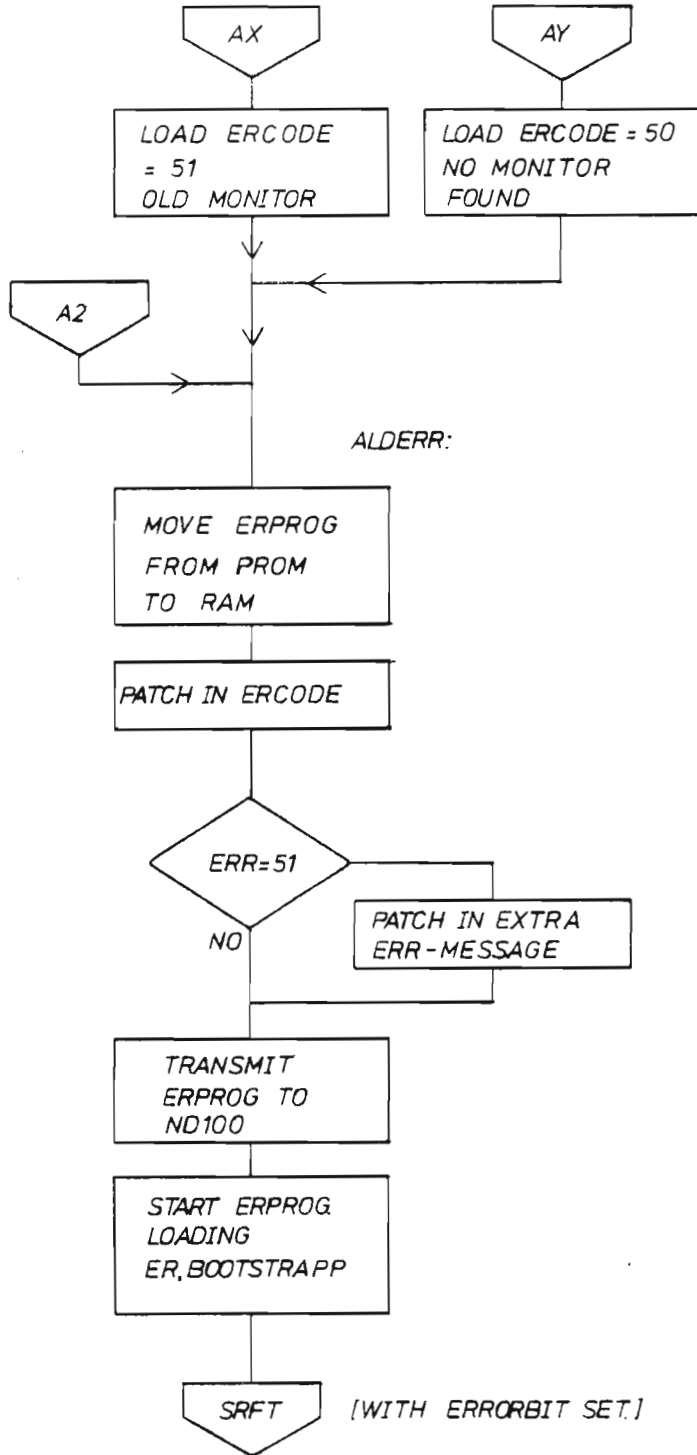 AX
AY
LOAD ERCODE
= 51
OLD MONITOR
LOAD ERCODE = 50
NO MONITOR
FOUND
A2
ALDERR:
MOVE ERPROG
FROM PROM
TO RAM
PATCH IN ERCODE
ERR=51
NO
PATCH IN EXTRA
ERR-MESSAGE
TRANSMIT
ERPROG TO
ND100
START ERPROG
LOADING
ER, BOOTSTRAPP
SRFT
[WITH ERRORBIT SET.]